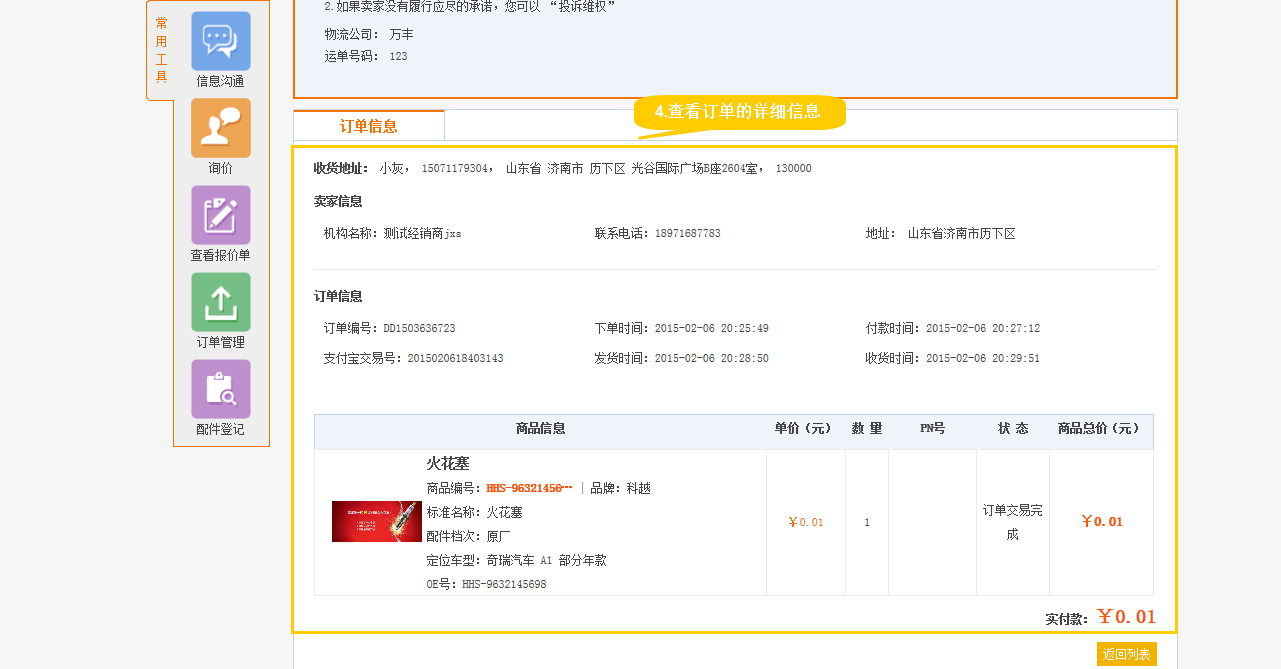 2.如果卖家没有履行应尽的承诺，您可以 “投诉维权”
物流公司： 万丰
运单号码： 123
常用工具
信息沟通
询价
查看报价单
订单管理
配件登记
订单信息
4.查看订单的详细信息
收货地址： 小灰， 15071179304， 山东省 济南市 历下区 光谷国际广场B座2604室， 130000
卖家信息
机构名称：测试经销商jxs 联系电话：18971687783 地址： 山东省济南市历下区
订单信息
订单编号：DD1503636723 下单时间：2015-02-06 20:25:49 付款时间：2015-02-06 20:27:12
支付宝交易号：2015020618403143 发货时间：2015-02-06 20:28:50 收货时间：2015-02-06 20:29:51
商品信息 单价（元） 数 量 PN号 状 态 商品总价（元）
火花塞
商品编号：HHS-96321456… | 品牌：科越
标准名称：火花塞
配件档次：原厂
定位车型：奇瑞汽车 A1 部分年款
OE号：HHS-9632145698
￥0.01 1 订单交易完成 ￥0.01
实付款：￥0.01
返回列表